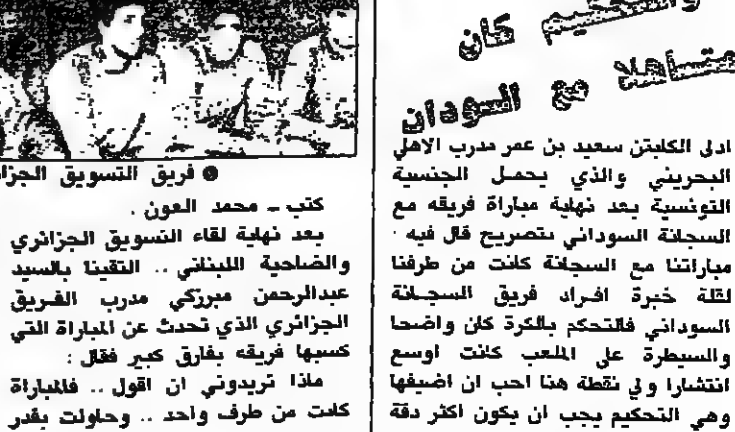 والتحكيم كان
متساهلا مع السودان
ادلى الكابتن سعيد بن عمر مدرب الاهلي
البحريني والذي يحمل الجنسية
التونسية بعد نهاية مباراة فريقه مع
السجانة السوداني بتصريح قال فيه
مباراتنا مع السجانة كانت من طرفنا
لقلة خبرة افراد فريق السجانة
السوداني فالتحكم بالكرة كان واضحا
والسيطرة على الملعب كانت اوسع
انتشارا ولي نقطة هنا احب ان اضيفها
وهي التحكيم يجب ان يكون اكثر دقة
فريق التسويق الجزا
كتب ـ محمد العون .
بعد نهاية لقاء التسويق الجزائري
والضاحية اللبناني .. التقينا بالسيد
عبدالرحمن مبرزكي مدرب الفريق
الجزائري الذي تحدث عن المباراة التي
كسبها فريقه بفارق كبير فقال :
ماذا تريدوني ان اقول .. فالمباراة
كانت من طرف واحد .. وحاولت بقدر